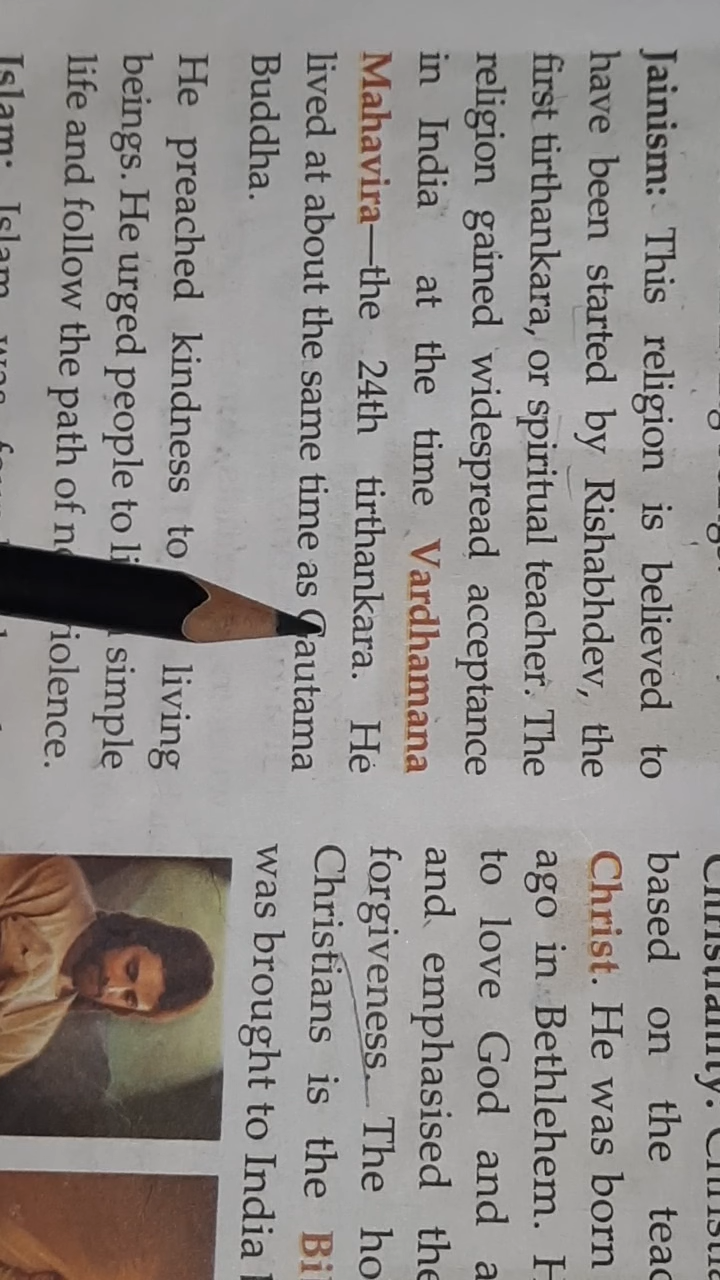 Jainism: This religion is believed to
have been started by Rishabhdev, the
first tirthankara, or spiritual teacher. The
religion gained widespread acceptance
in India at the time Vardhamana
Mahavira—the 24th tirthankara. He
lived at about the same time as Gautama
Buddha.
He preached kindness to living
beings. He urged people to simple
life and follow the path of
Islam: Islam was
Christianity:
based on the
Christ. He was born
ago in Bethlehem.
to love God and
and emphasised
forgiveness. The
Christians is the
was brought to India